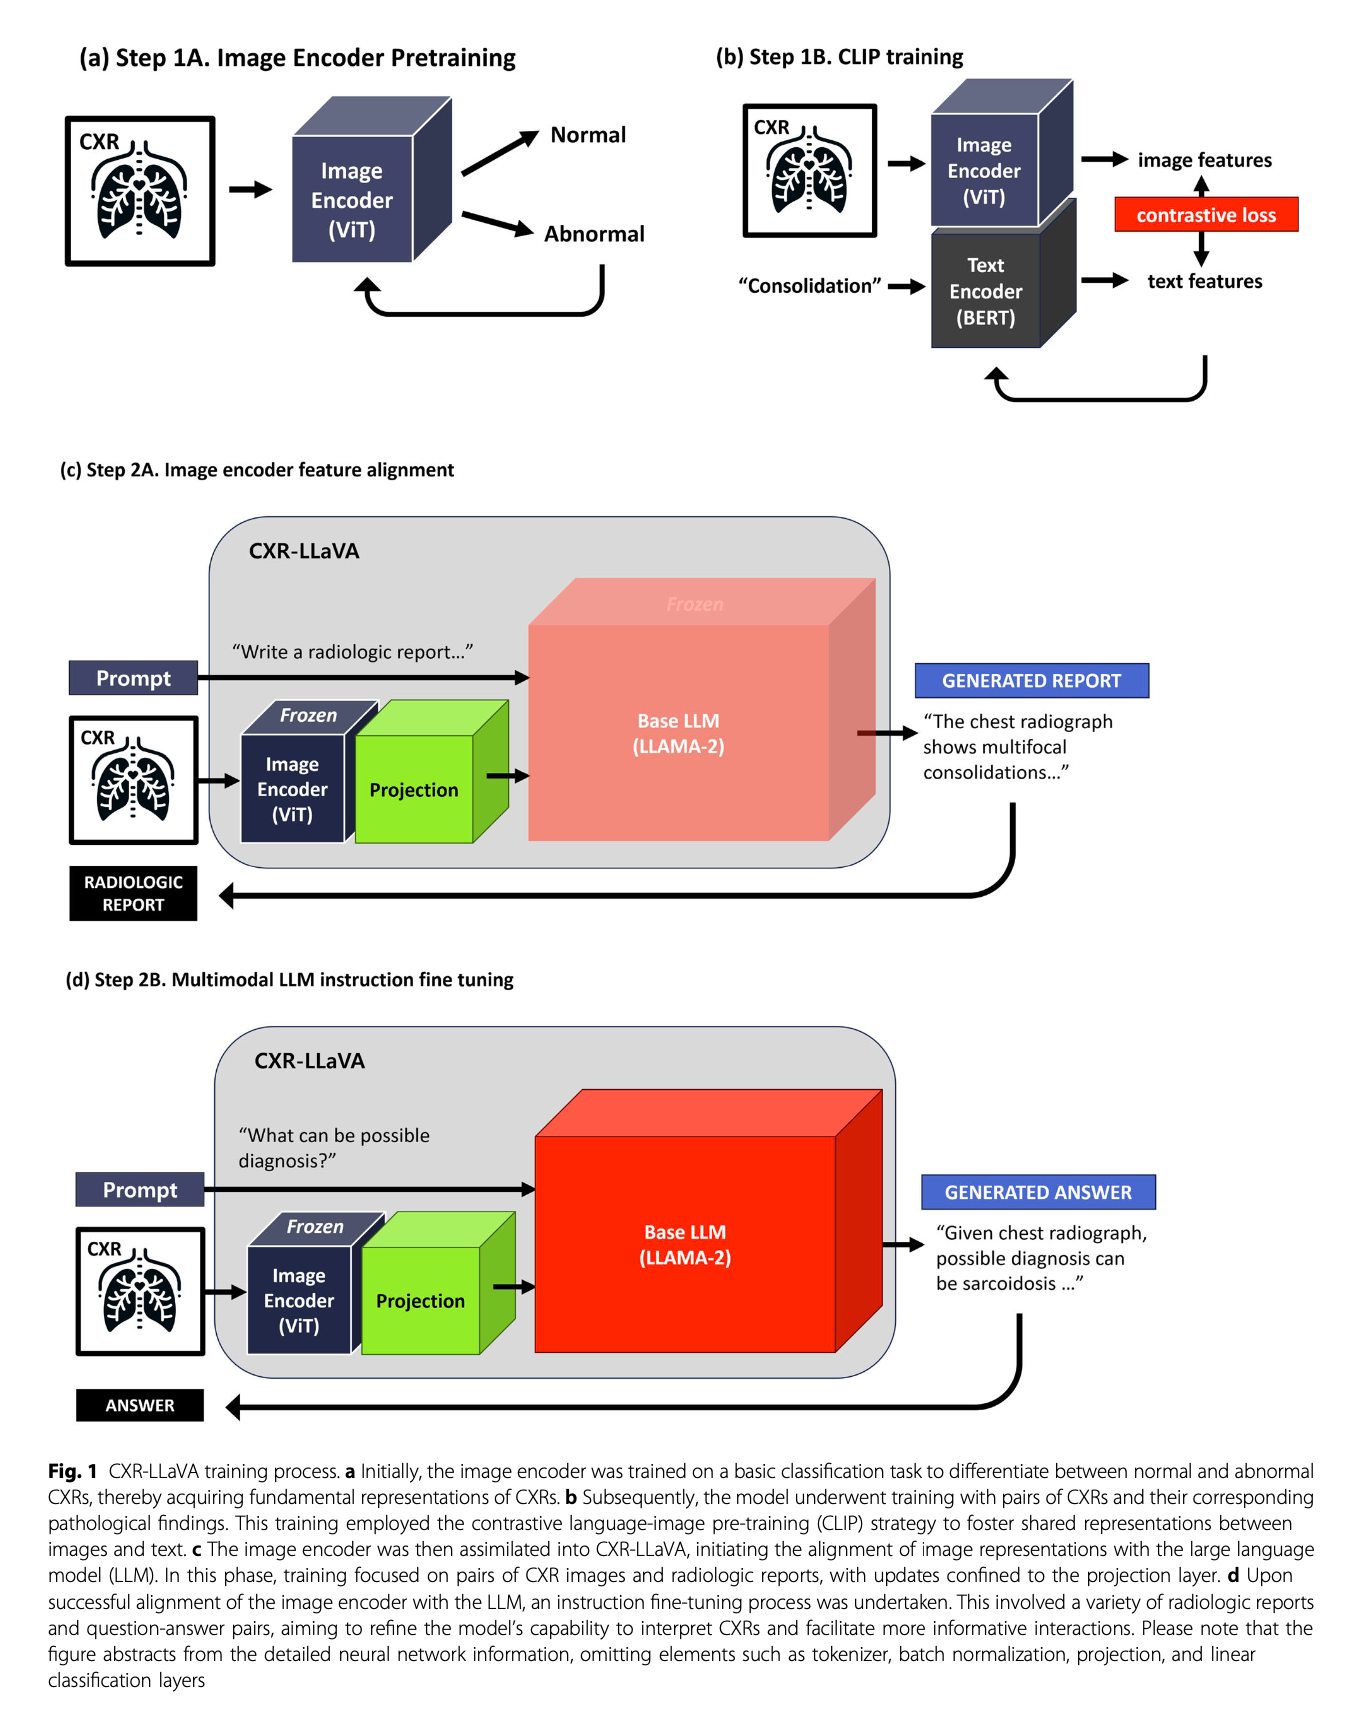 (a) Step 1A. Image Encoder Pretraining
CXR
Image
Encoder
(ViT)
Normal
Abnormal
(b) Step 1B. CLIP training
CXR
Image
Encoder
(ViT)
image features
contrastive loss
“Consolidation”
Text
Encoder
(BERT)
text features
(c) Step 2A. Image encoder feature alignment
CXR-LLaVA
Frozen
“Write a radiologic report...”
Prompt
GENERATED REPORT
Frozen
CXR
Image
Encoder
(ViT)
Projection
Base LLM
(LLAMA-2)
“The chest radiograph
shows multifocal
consolidations...”
RADIOLOGIC
REPORT
(d) Step 2B. Multimodal LLM instruction fine tuning
CXR-LLaVA
“What can be possible
diagnosis?”
Prompt
GENERATED ANSWER
Frozen
CXR
Image
Encoder
(ViT)
Projection
Base LLM
(LLAMA-2)
“Given chest radiograph,
possible diagnosis can
be sarcoidosis ...”
ANSWER
Fig. 1 CXR-LLaVA training process. a Initially, the image encoder was trained on a basic classification task to differentiate between normal and abnormal
CXRs, thereby acquiring fundamental representations of CXRs. b Subsequently, the model underwent training with pairs of CXRs and their corresponding
pathological findings. This training employed the contrastive language-image pre-training (CLIP) strategy to foster shared representations between
images and text. c The image encoder was then assimilated into CXR-LLaVA, initiating the alignment of image representations with the large language
model (LLM). In this phase, training focused on pairs of CXR images and radiologic reports, with updates confined to the projection layer. d Upon
successful alignment of the image encoder with the LLM, an instruction fine-tuning process was undertaken. This involved a variety of radiologic reports
and question-answer pairs, aiming to refine the model’s capability to interpret CXRs and facilitate more informative interactions. Please note that the
figure abstracts from the detailed neural network information, omitting elements such as tokenizer, batch normalization, projection, and linear
classification layers